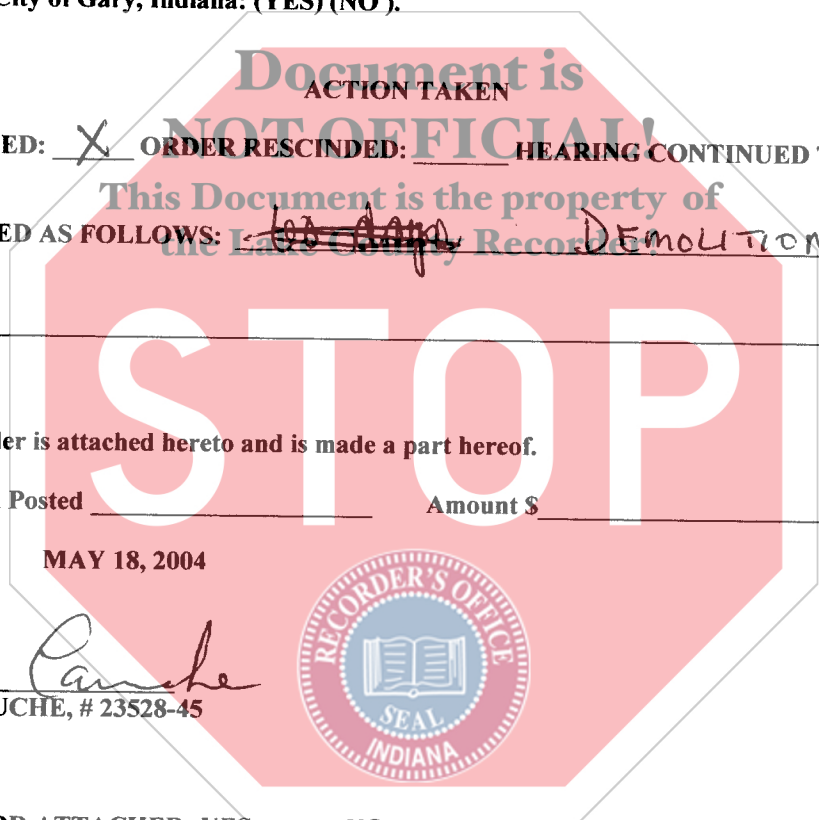 City of Gary, Indiana: (YES) (NO ).
Document is
ACTION TAKEN
NOT OFFICIAL!
ED: X ORDER RESCINDED: HEARING CONTINUED
This Document is the property of
ED AS FOLLOWS: DEMOLITION
the Lake County Recorder!
STOP
er is attached hereto and is made a part hereof.
Posted Amount $
MAY 18, 2004
UCHE, # 23528-45
RECORDER'S OFFICE
SEAL
INDIANA